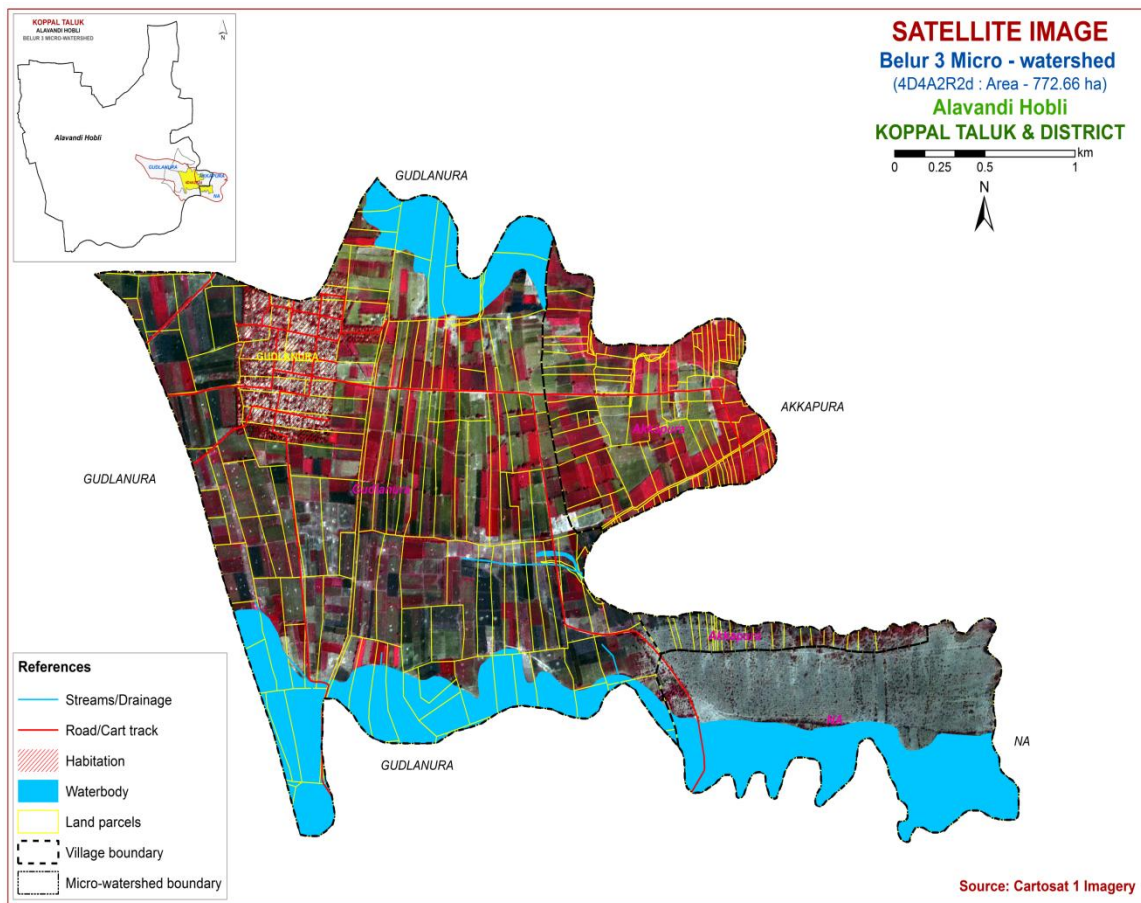 KOPPAL TALUK
ALAVANDI HOBLI
BELUR 3 MICRO-WATERSHED
N
Alavandi Hobli
GUDLANURA
AKKAPURA
NA
SATELLITE IMAGE
Belur 3 Micro - watershed
(4D4A2R2d : Area - 772.66 ha)
Alavandi Hobli
KOPPAL TALUK & DISTRICT
km
0 0.25 0.5 1
N
GUDLANURA
GUDLANURA
AKKAPURA
Akkapura
GUDLANURA
Gudlanura
Akkapura
NA
NA
GUDLANURA
References
Streams/Drainage
Road/Cart track
Habitation
Waterbody
Land parcels
Village boundary
Micro-watershed boundary
Source: Cartosat 1 Imagery